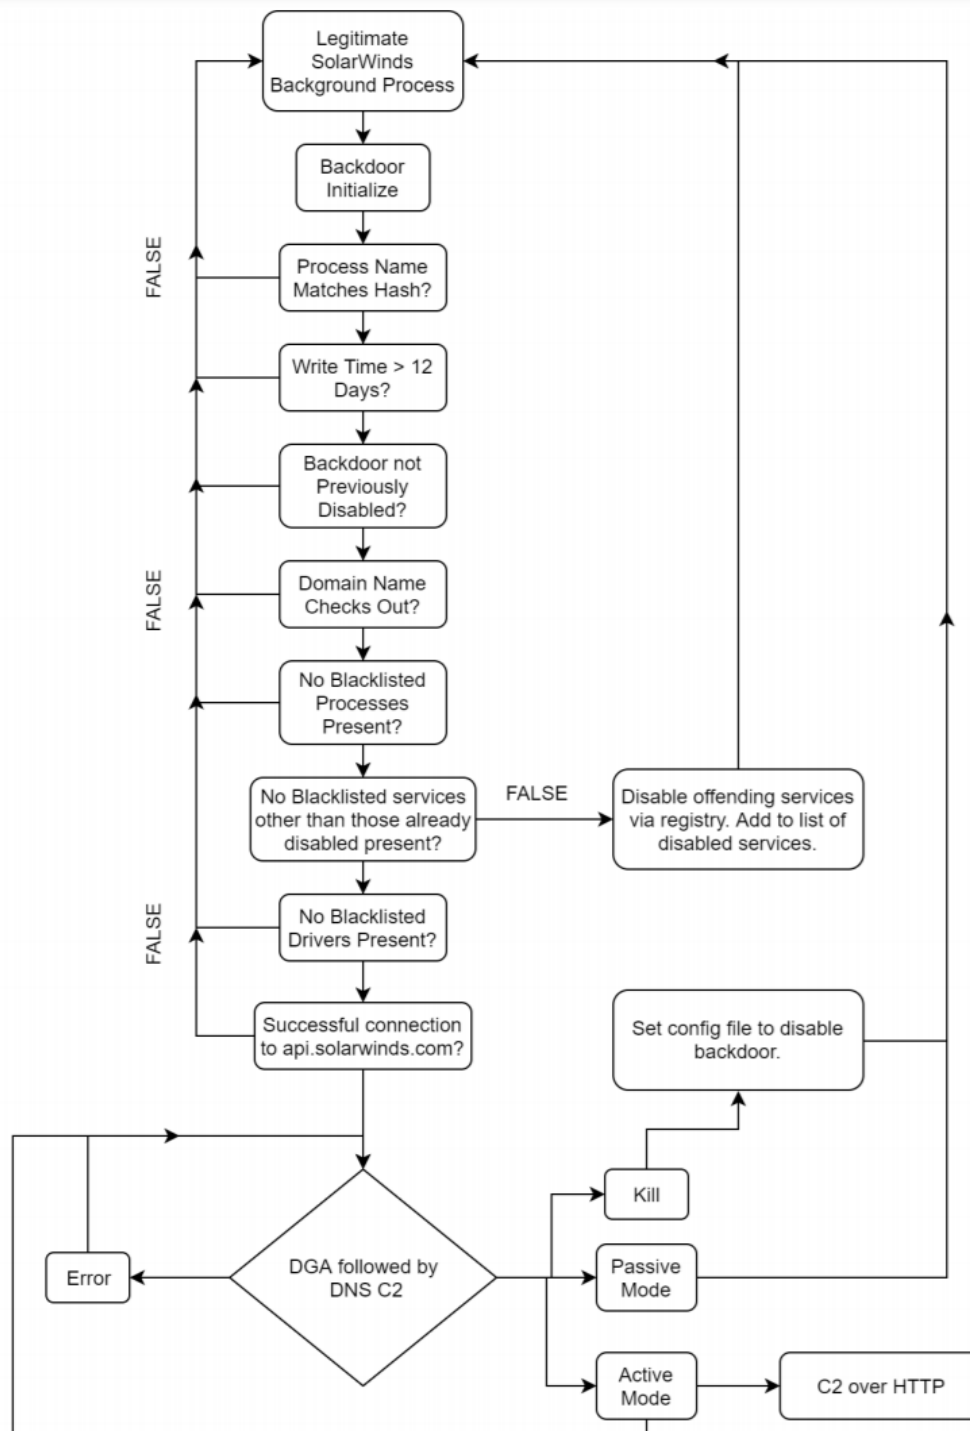 Legitimate
SolarWinds
Background Process
Backdoor
Initialize
FALSE
Process Name
Matches Hash?
Write Time > 12
Days?
Backdoor not
Previously
Disabled?
FALSE
Domain Name
Checks Out?
No Blacklisted
Processes
Present?
No Blacklisted services
other than those already
disabled present?
FALSE
Disable offending services
via registry. Add to list of
disabled services.
FALSE
No Blacklisted
Drivers Present?
Successful connection
to api.solarwinds.com?
Set config file to disable
backdoor.
Kill
DGA followed by
DNS C2
Error
Passive
Mode
Active
Mode
C2 over HTTP